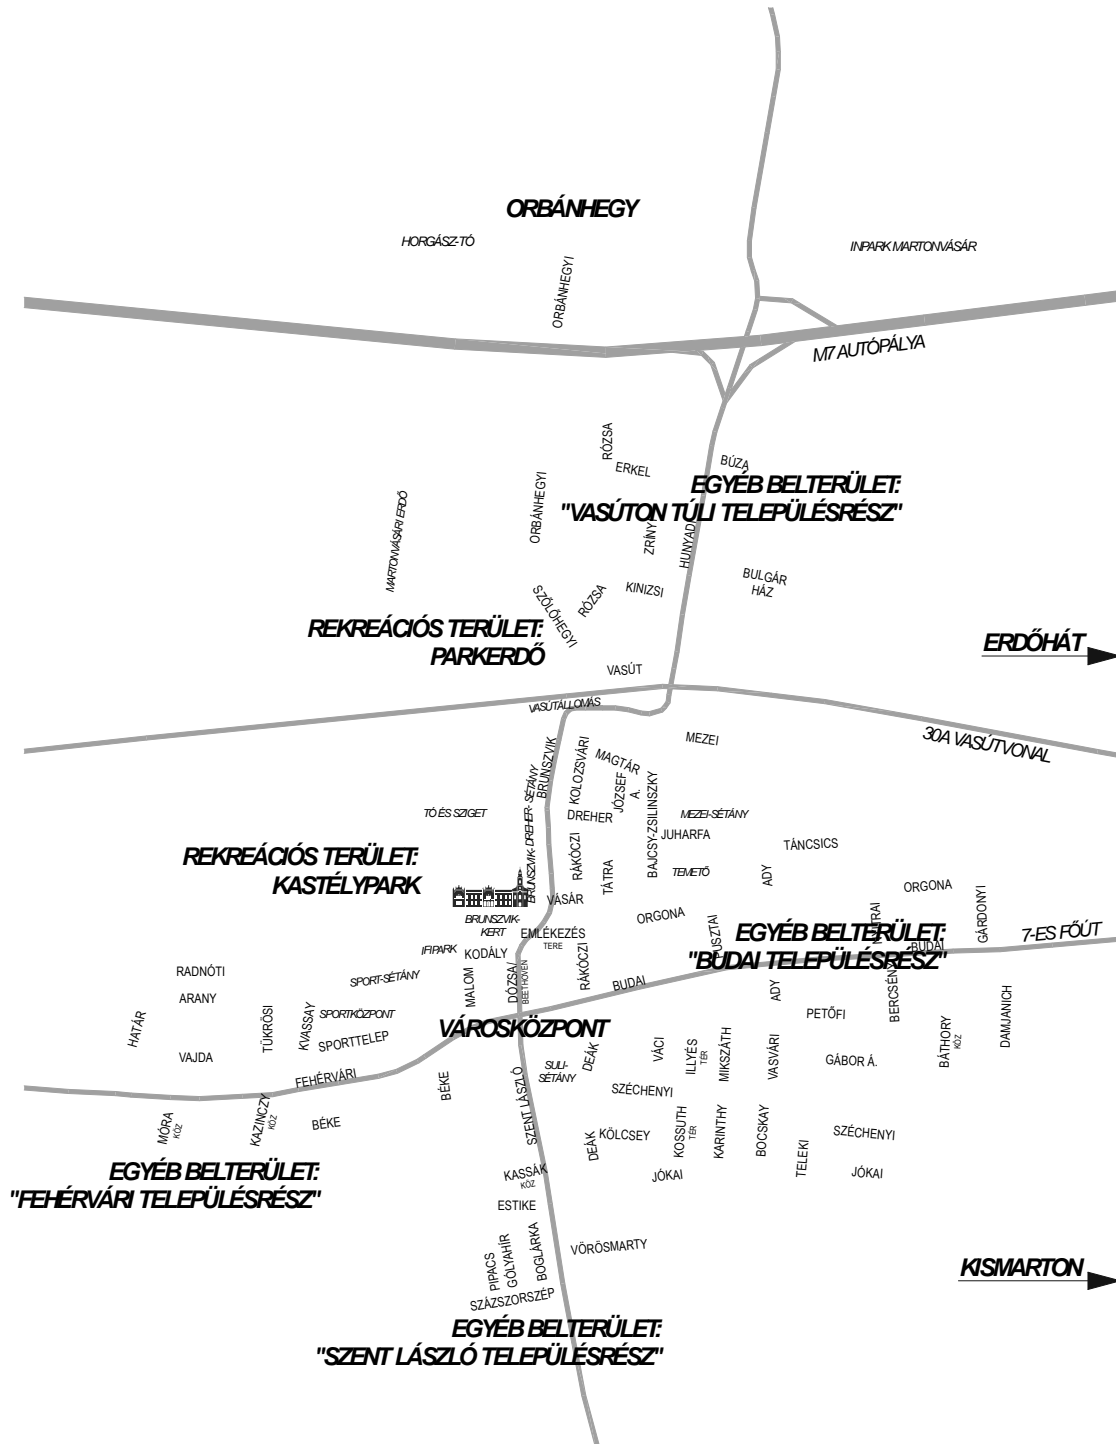 ORBÁNHEGY
HORGÁSZ-TÓ
INPARK MARTONVÁSÁR
ORBÁNHEGYI
M7 AUTÓPÁLYA
RÓZSA
ERKEL
BÚZA
EGYÉB BELTERÜLET:
"VASÚTON TÚLI TELEPÜLÉSRÉSZ"
ORBÁNHEGYI
MARTONVÁSÁRI ERDŐ
ZRÍNYI
HUNYADI
KINIZSI
BULGÁR
HÁZ
SZŐLŐHEGYI
RÓZSA
REKREÁCIÓS TERÜLET:
PARKERDŐ
ERDŐHÁT
VASÚT
VASÚTÁLLOMÁS
30A VASÚTVONAL
MEZEI
BRUNSZVIK
KOLOZSVÁRI
MAGTÁR
JÓZSEF
A.
BAJCSY-ZSILINSZKY
BRUNSZVIK-DREHER-SÉTÁNY
TÓ ÉS SZIGET
DREHER
MEZEI-SÉTÁNY
JUHARFA
TÁNCSICS
REKREÁCIÓS TERÜLET:
KASTÉLYPARK
RÁKÓCZI
TÁTRA
TEMETŐ
ADY
ORGONA
GÁRDONYI
VÁSÁR
BRUNSZVIK-
KERT
ORGONA
PUSZTAI
NYITRAI
EMLÉKEZÉS
TERE
7-ES FŐÚT
EGYÉB BELTERÜLET:
"BUDAI TELEPÜLÉSRÉSZ"
BUDAI
IFIPARK
KODÁLY
RÁKÓCZI
RADNÓTI
SPORT-SÉTÁNY
MALOM
DÓZSA/
BEETHOVEN
BUDAI
ADY
BERCSÉNYI
ARANY
HATÁR
TÜKRÖSI
KVASSAY
SPORTKÖZPONT
VÁROSKÖZPONT
PETŐFI
DAMJANICH
BÁTHORY
KÖZ
SPORTTELEP
VAJDA
FEHÉRVÁRI
SULI-
SÉTÁNY
DEÁK
VÁCI
ILLYÉS
TÉR
MIKSZÁTH
VASVÁRI
GÁBOR Á.
BÉKE
SZENT LÁSZLÓ
SZÉCHENYI
MÓRA
KÖZ
KAZINCZY
KÖZ
BÉKE
DEÁK
KÖLCSEY
KOSSUTH
TÉR
KARINTHY
BOCSKAY
TELEKI
SZÉCHENYI
EGYÉB BELTERÜLET:
"FEHÉRVÁRI TELEPÜLÉSRÉSZ"
KASSÁK
KÖZ
JÓKAI
JÓKAI
ESTIKE
PIPACS
GÓLYAHÍR
BOGLÁRKA
VÖRÖSMARTY
KISMARTON
SZÁZSZORSZÉP
EGYÉB BELTERÜLET:
"SZENT LÁSZLÓ TELEPÜLÉSRÉSZ"